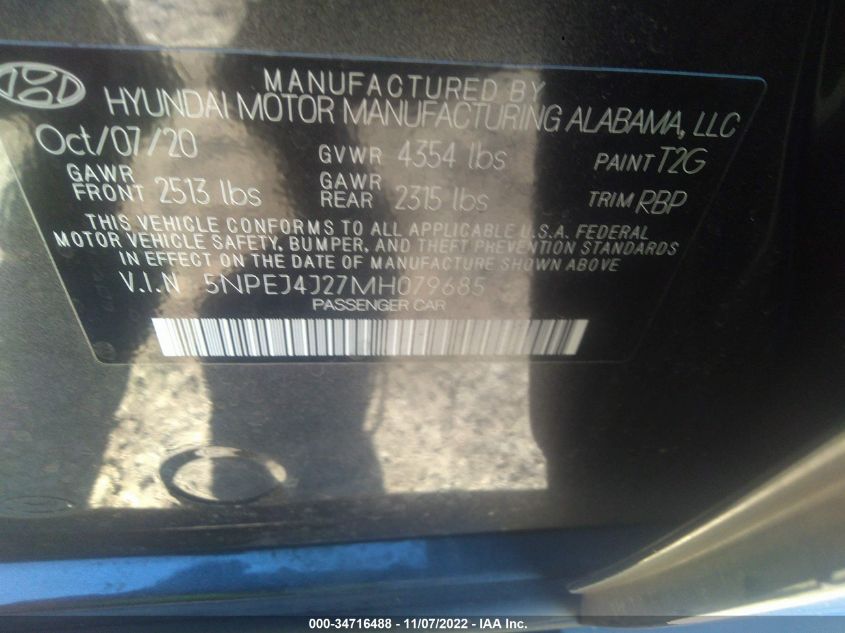 MANUFACTURED BY
HYUNDAI MOTOR MANUFACTURING ALABAMA, LLC
Oct/07/20 GVWR 4354 lbs PAINT T2G
GAWR FRONT 2513 lbs GAWR REAR 2315 lbs TRIM RBP
THIS VEHICLE CONFORMS TO ALL APPLICABLE U.S.A. FEDERAL
MOTOR VEHICLE SAFETY, BUMPER, AND THEFT PREVENTION STANDARDS
IN EFFECT ON THE DATE OF MANUFACTURE SHOWN ABOVE.
V.I.N 5NPEJ4J27MH079685
PASSENGER CAR
000-34716488 - 11/07/2022 - IAA Inc.